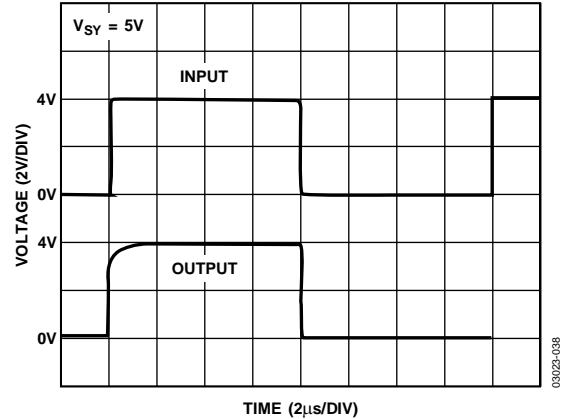 V_SY = 5V
INPUT
4V
0V
4V
OUTPUT
0V
VOLTAGE (2V/DIV)
TIME (2μs/DIV)
03023-038